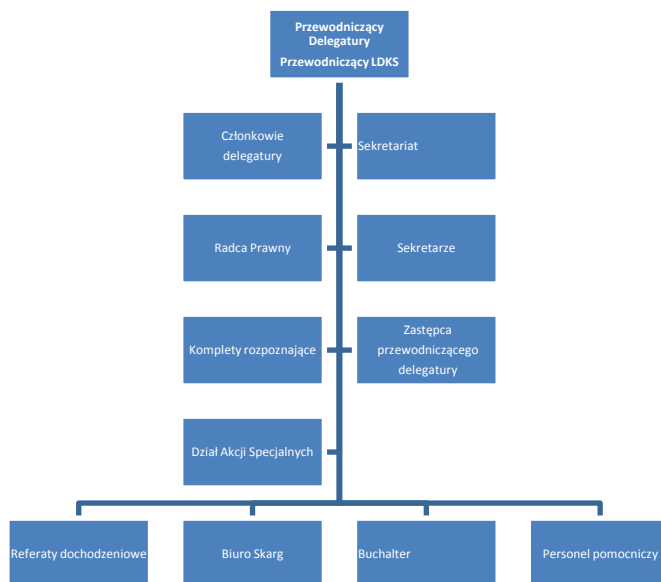 Przewodniczący
Delegatury
Przewodniczący LDKS
Członkowie
delegatury
Sekretariat
Radca Prawny
Sekretarze
Komplety rozpoznające
Zastępca
przewodniczącego
delegatury
Dział Akcji Specjalnych
Referaty dochodzeniowe
Biuro Skarg
Buchalter
Personel pomocniczy